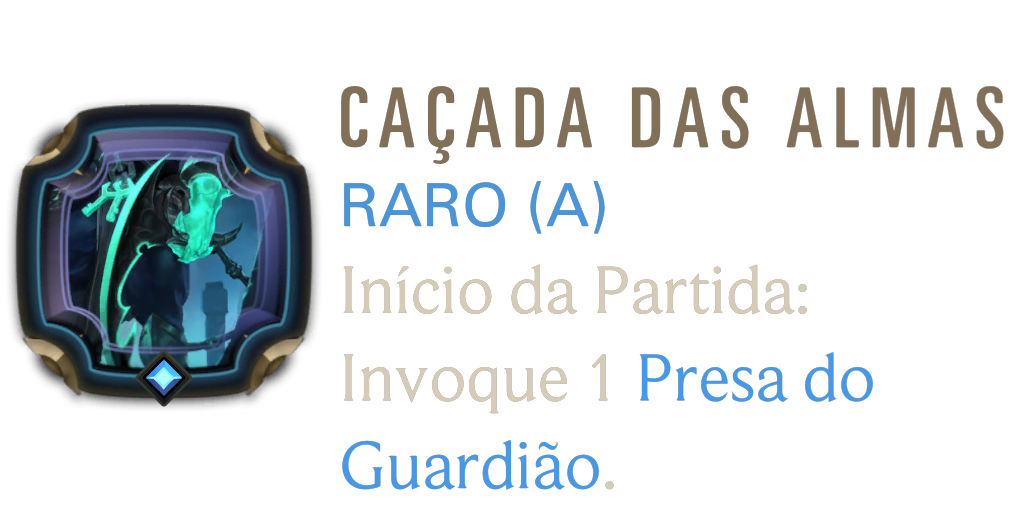 CAÇADA DAS ALMAS
RARO (A)
Início da Partida:
Invoque 1 Presa do
Guardião.